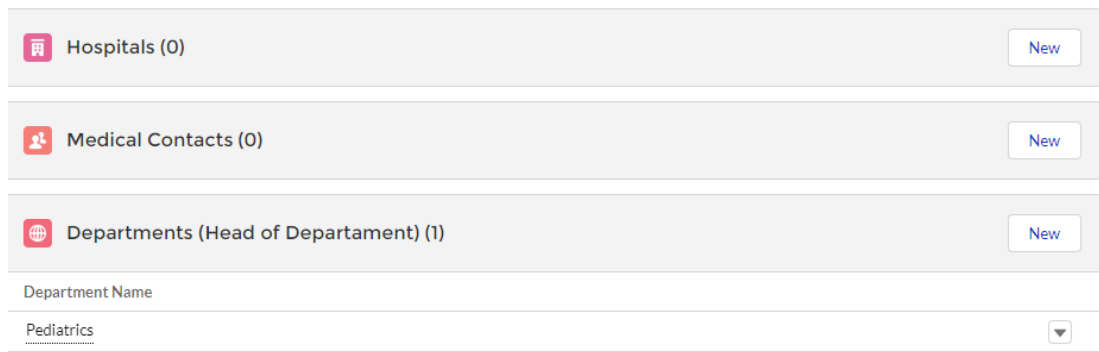 Hospitals (0)
New
Medical Contacts (0)
New
Departments (Head of Departament) (1)
New
Department Name
Pediatrics